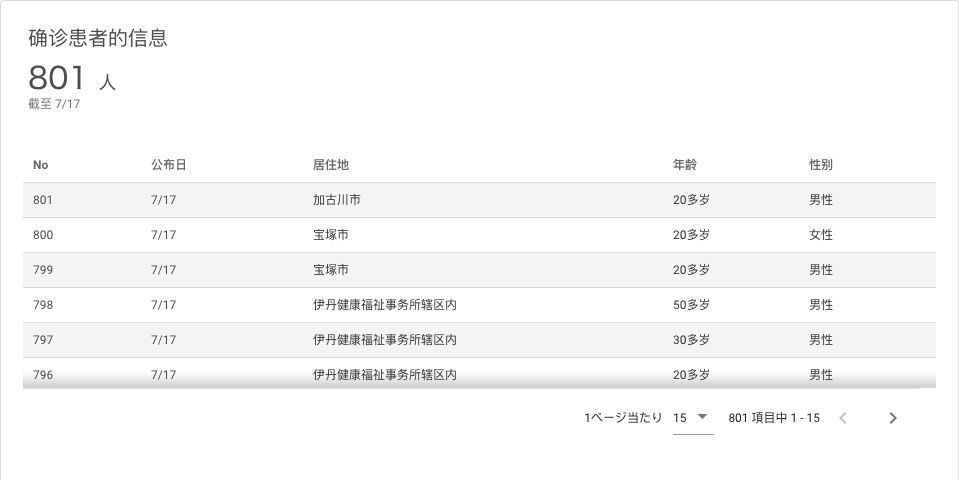 确诊患者的信息
801 人
截至 7/17
No 公布日 居住地 年龄 性别
801 7/17 加古川市 20多岁 男性
800 7/17 宝塚市 20多岁 女性
799 7/17 宝塚市 20多岁 男性
798 7/17 伊丹健康福祉事务所辖区内 50多岁 男性
797 7/17 伊丹健康福祉事务所辖区内 30多岁 男性
796 7/17 伊丹健康福祉事务所辖区内 20多岁 男性
1ページ当たり 15 801 項目中 1 - 15